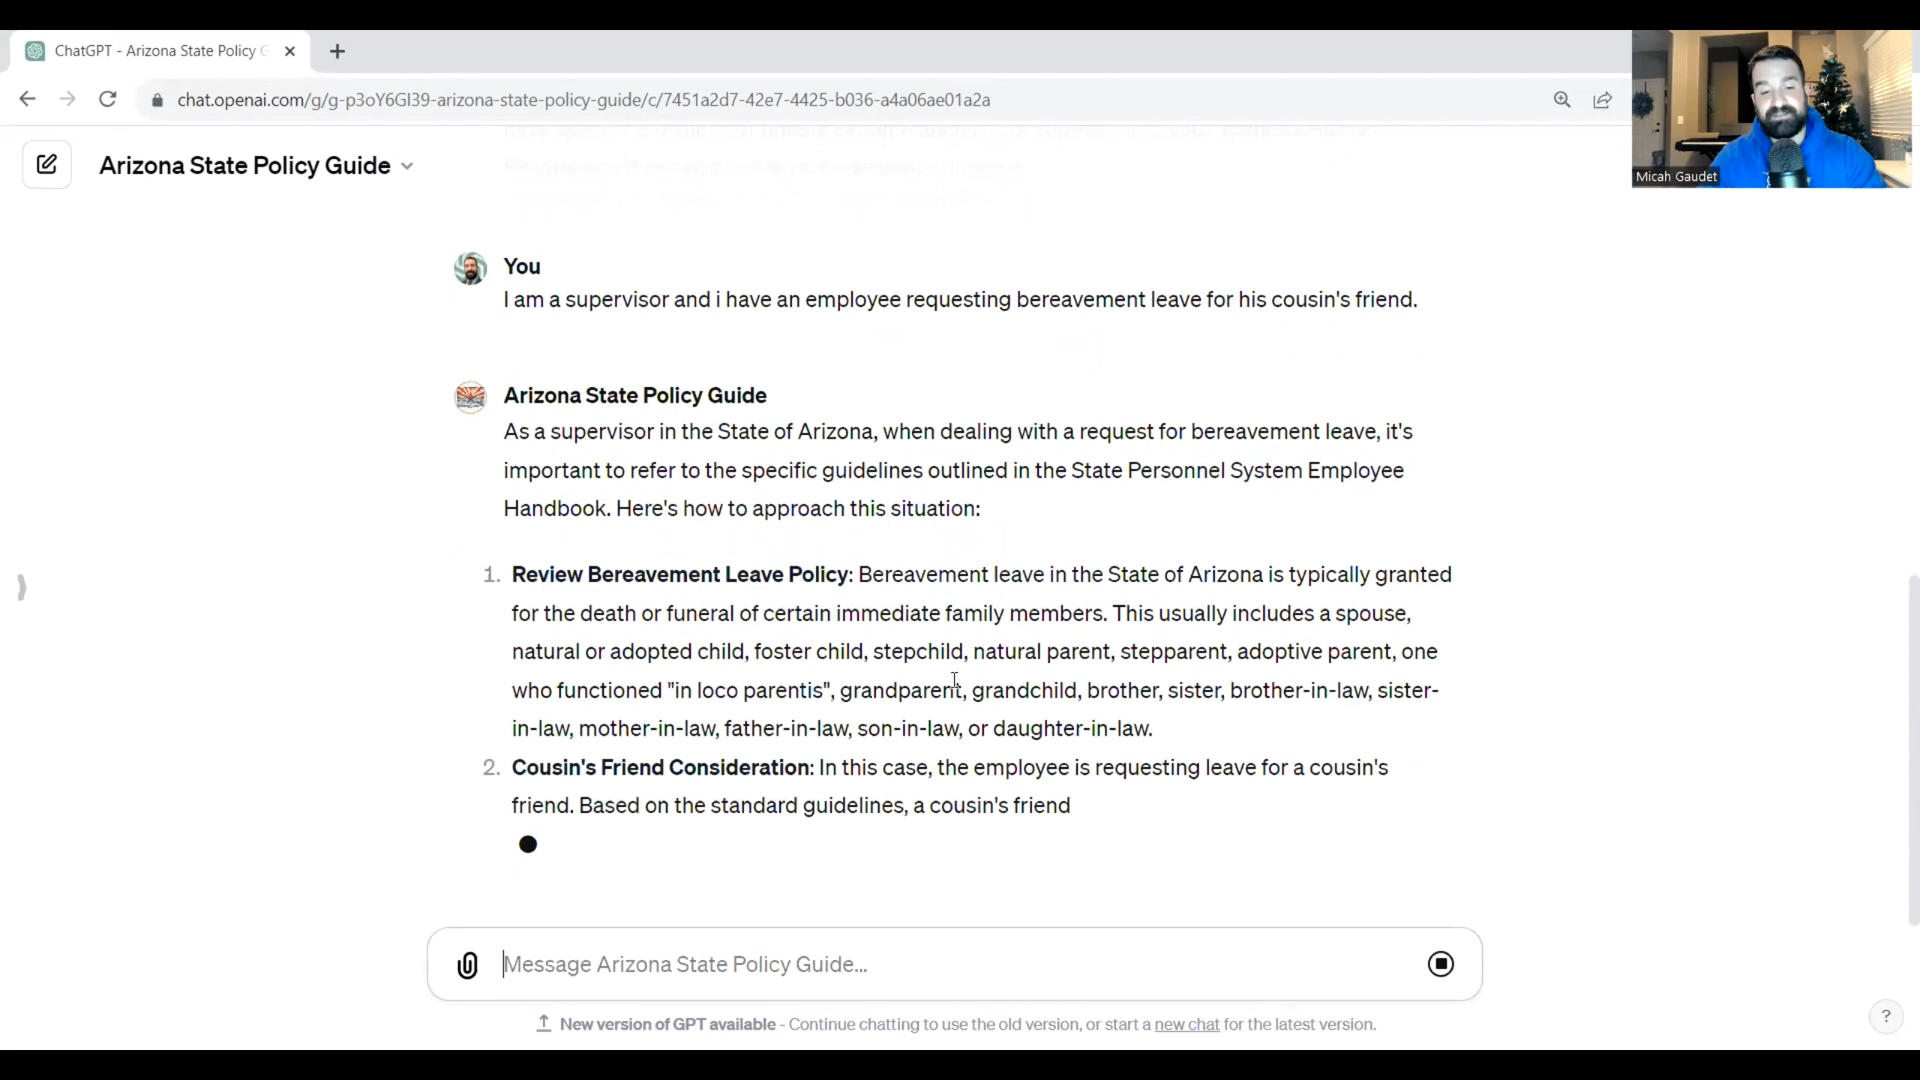 ChatGPT - Arizona State Policy G
chat.openai.com/g/g-p3oY6GI39-arizona-state-policy-guide/c/7451a2d7-42e7-4425-b036-a4a06ae01a2a
Micah Gaudet
Arizona State Policy Guide
You
I am a supervisor and i have an employee requesting bereavement leave for his cousin's friend.
Arizona State Policy Guide
As a supervisor in the State of Arizona, when dealing with a request for bereavement leave, it's
important to refer to the specific guidelines outlined in the State Personnel System Employee
Handbook. Here's how to approach this situation:
1. Review Bereavement Leave Policy: Bereavement leave in the State of Arizona is typically granted
for the death or funeral of certain immediate family members. This usually includes a spouse,
natural or adopted child, foster child, stepchild, natural parent, stepparent, adoptive parent, one
who functioned "in loco parentis", grandparent, grandchild, brother, sister, brother-in-law, sister-
in-law, mother-in-law, father-in-law, son-in-law, or daughter-in-law.
2. Cousin's Friend Consideration: In this case, the employee is requesting leave for a cousin's
friend. Based on the standard guidelines, a cousin's friend
Message Arizona State Policy Guide...
New version of GPT available - Continue chatting to use the old version, or start a new chat for the latest version.
?